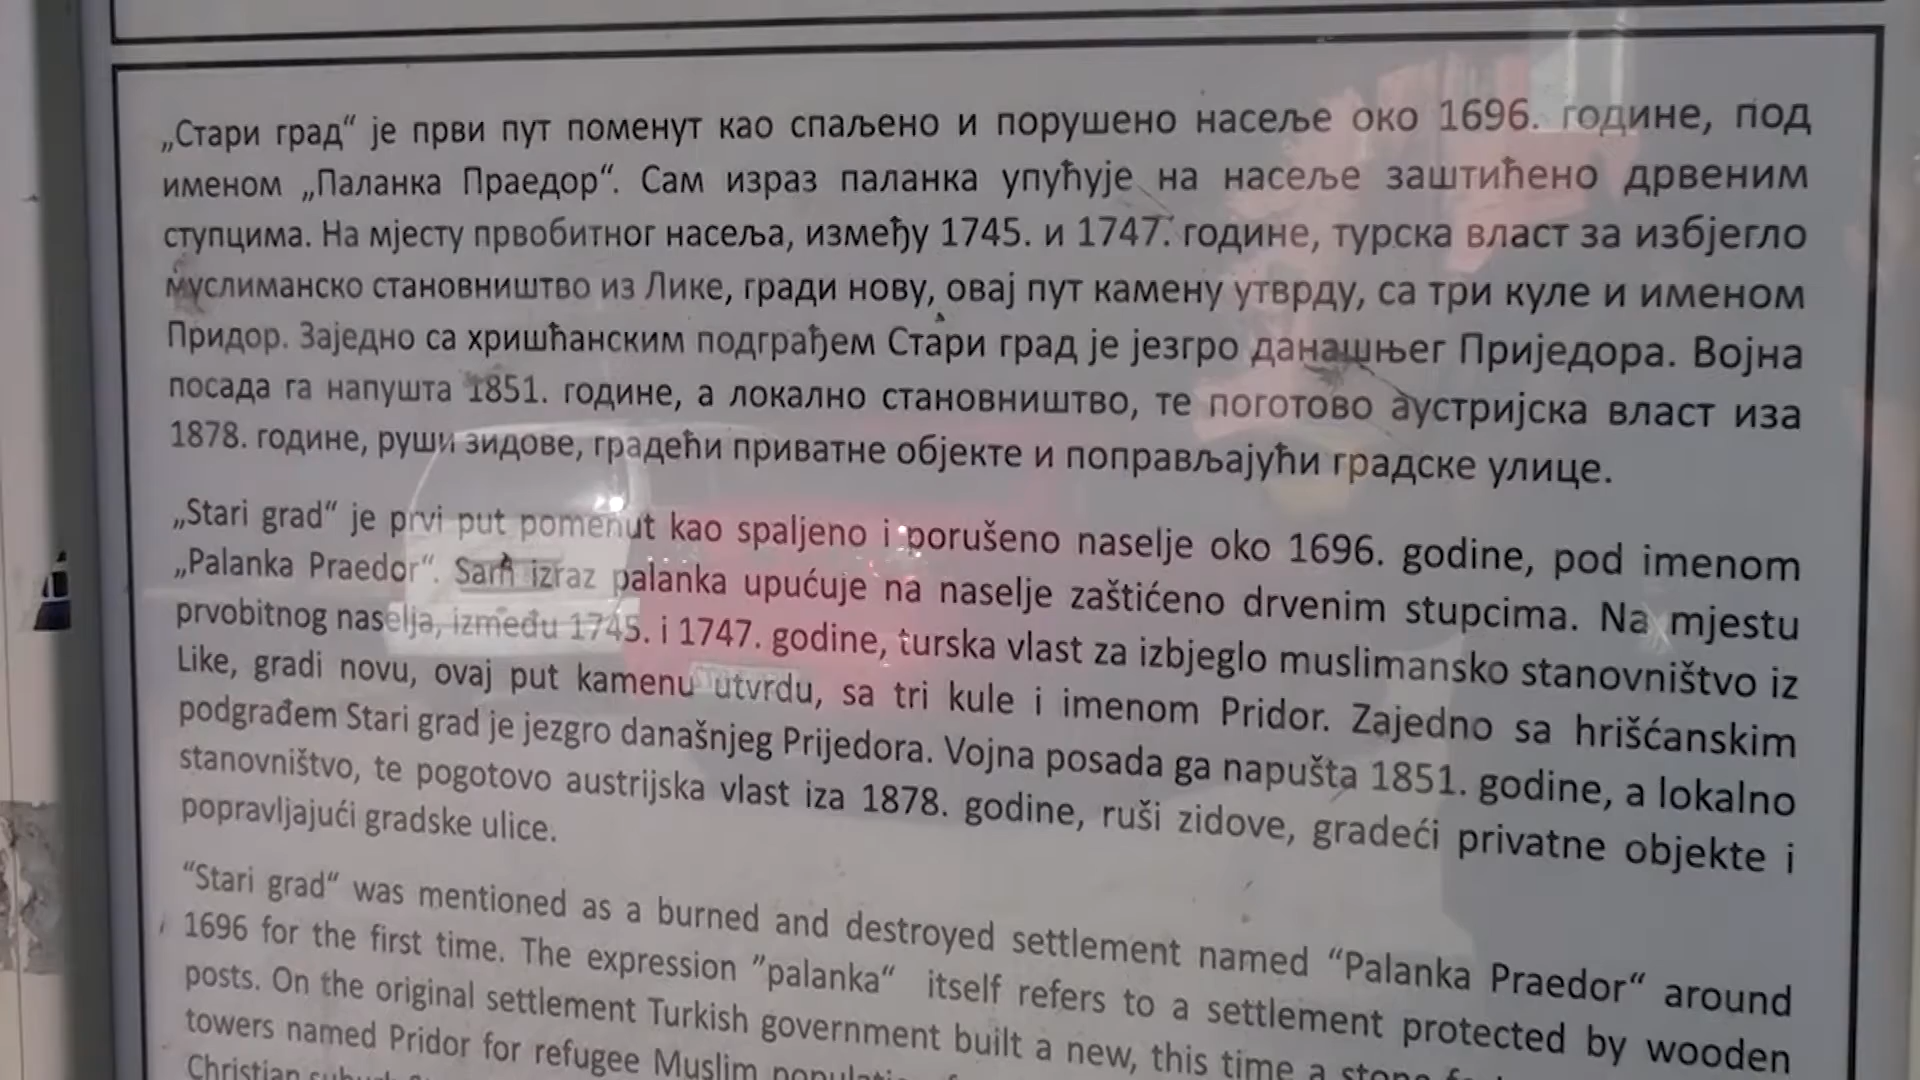 „Стари град“ је први пут поменут као спаљено и порушено насеље око 1696. године, под
именом „Паланка Праедор“. Сам израз паланка упућује на насеље заштићено дрвеним
ступцима. На мјесту првобитног насеља, између 1745. и 1747. године, турска власт за избјегло
муслиманско становништво из Лике, гради нову, овај пут камену утврду, са три куле и именом
Придор. Заједно са хришћанским подграђем Стари град је језгро данашњег Приједора. Војна
посада га напушта 1851. године, а локално становништво, те поготово аустријска власт иза
1878. године, руши зидове, градећи приватне објекте и поправљајући градске улице.
„Stari grad“ je prvi put pomenut kao spaljeno i porušeno naselje oko 1696. godine, pod imenom
„Palanka Praedor“. Sam izraz palanka upućuje na naselje zaštićeno drvenim stupcima. Na mjestu
prvobitnog naselja, između 1745. i 1747. godine, turska vlast za izbjeglo muslimansko stanovništvo iz
Like, gradi novu, ovaj put kamenu utvrdu, sa tri kule i imenom Pridor. Zajedno sa hrišćanskim
podgrađem Stari grad je jezgro današnjeg Prijedora. Vojna posada ga napušta 1851. godine, a lokalno
stanovništvo, te pogotovo austrijska vlast iza 1878. godine, ruši zidove, gradeći privatne objekte i
popravljajući gradske ulice.
“Stari grad“ was mentioned as a burned and destroyed settlement named “Palanka Praedor“ around
1696 for the first time. The expression ”palanka“ itself refers to a settlement protected by wooden
posts. On the original settlement Turkish government built a new, this time a stone
towers named Pridor for refugee Muslim
Christian